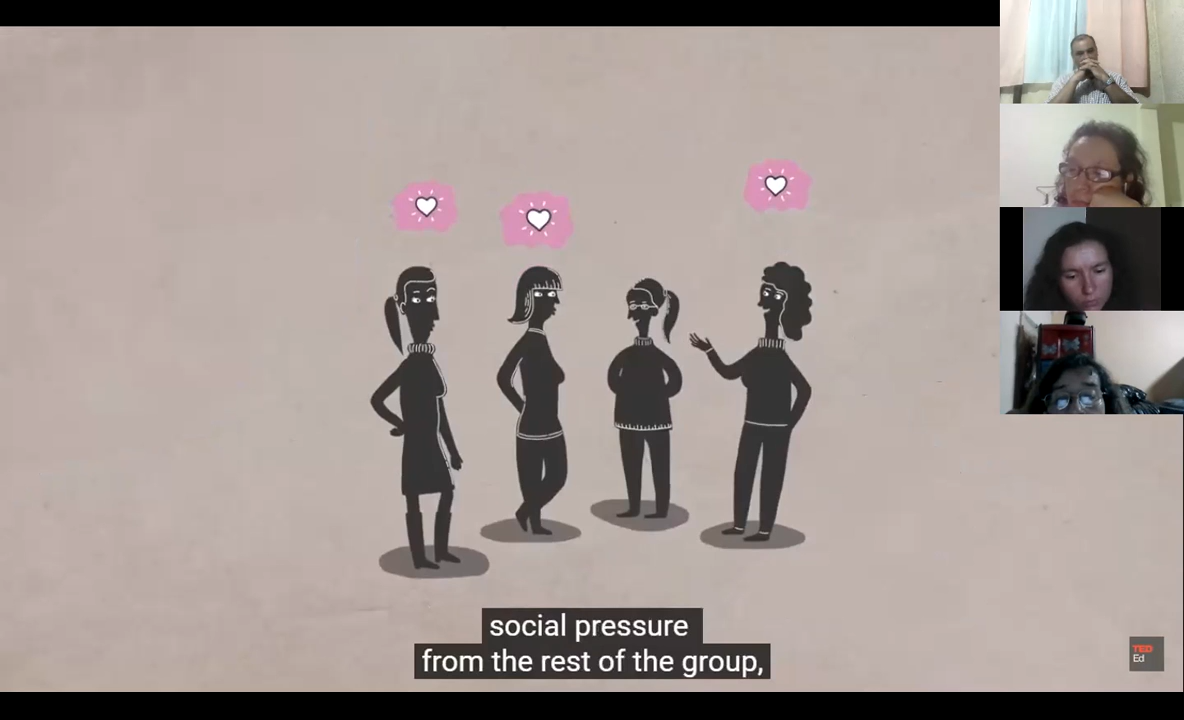 social pressure
from the rest of the group,
TED
Ed